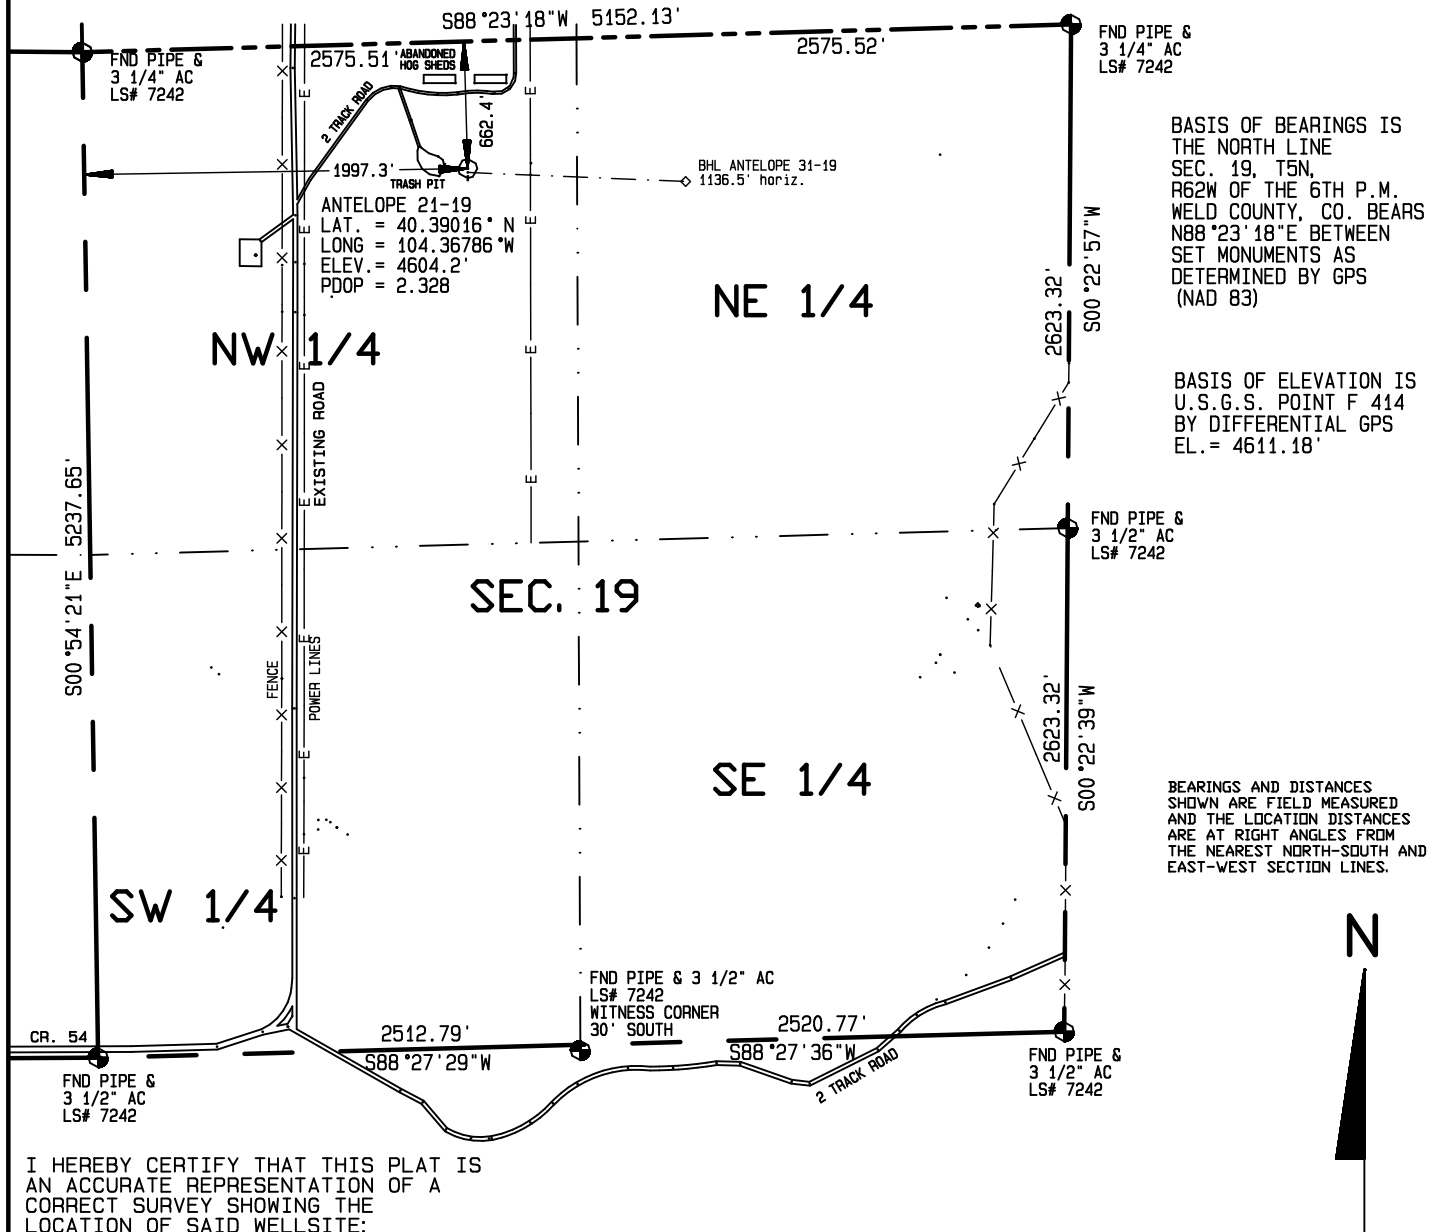 S88°23'18"W 5152.13'
2575.51'
2575.52'
FND PIPE &
3 1/4" AC
LS# 7242
ABANDONED
HOG SHEDS
FND PIPE &
3 1/4" AC
LS# 7242
2 TRACK ROAD
662.4'
1997.3'
TRASH PIT
BHL ANTELOPE 31-19
1136.5' horiz.
ANTELOPE 21-19
LAT. = 40.39016° N
LONG = 104.36786°W
ELEV.= 4604.2'
PDOP = 2.328
BASIS OF BEARINGS IS
THE NORTH LINE
SEC. 19, T5N,
R62W OF THE 6TH P.M.
WELD COUNTY, CO. BEARS
N88°23'18"E BETWEEN
SET MONUMENTS AS
DETERMINED BY GPS
(NAD 83)
NE 1/4
NW 1/4
2623.32'
S00°22'57"W
E
E
E
E
E
E
E
E
E
E
E
EXISTING ROAD
BASIS OF ELEVATION IS
U.S.G.S. POINT F 414
BY DIFFERENTIAL GPS
EL.= 4611.18'
S00°54'21"E 5237.65'
FND PIPE &
3 1/2" AC
LS# 7242
SEC. 19
FENCE
POWER LINES
2623.32'
S00°22'39"W
SE 1/4
BEARINGS AND DISTANCES
SHOWN ARE FIELD MEASURED
AND THE LOCATION DISTANCES
ARE AT RIGHT ANGLES FROM
THE NEAREST NORTH-SOUTH AND
EAST-WEST SECTION LINES.
SW 1/4
N
FND PIPE & 3 1/2" AC
LS# 7242
WITNESS CORNER
30' SOUTH
CR. 54
2512.79'
S88°27'29"W
2520.77'
S88°27'36"W
2 TRACK ROAD
FND PIPE &
3 1/2" AC
LS# 7242
FND PIPE &
3 1/2" AC
LS# 7242
I HEREBY CERTIFY THAT THIS PLAT IS
AN ACCURATE REPRESENTATION OF A
CORRECT SURVEY SHOWING THE
LOCATION OF SAID WELLSITE: